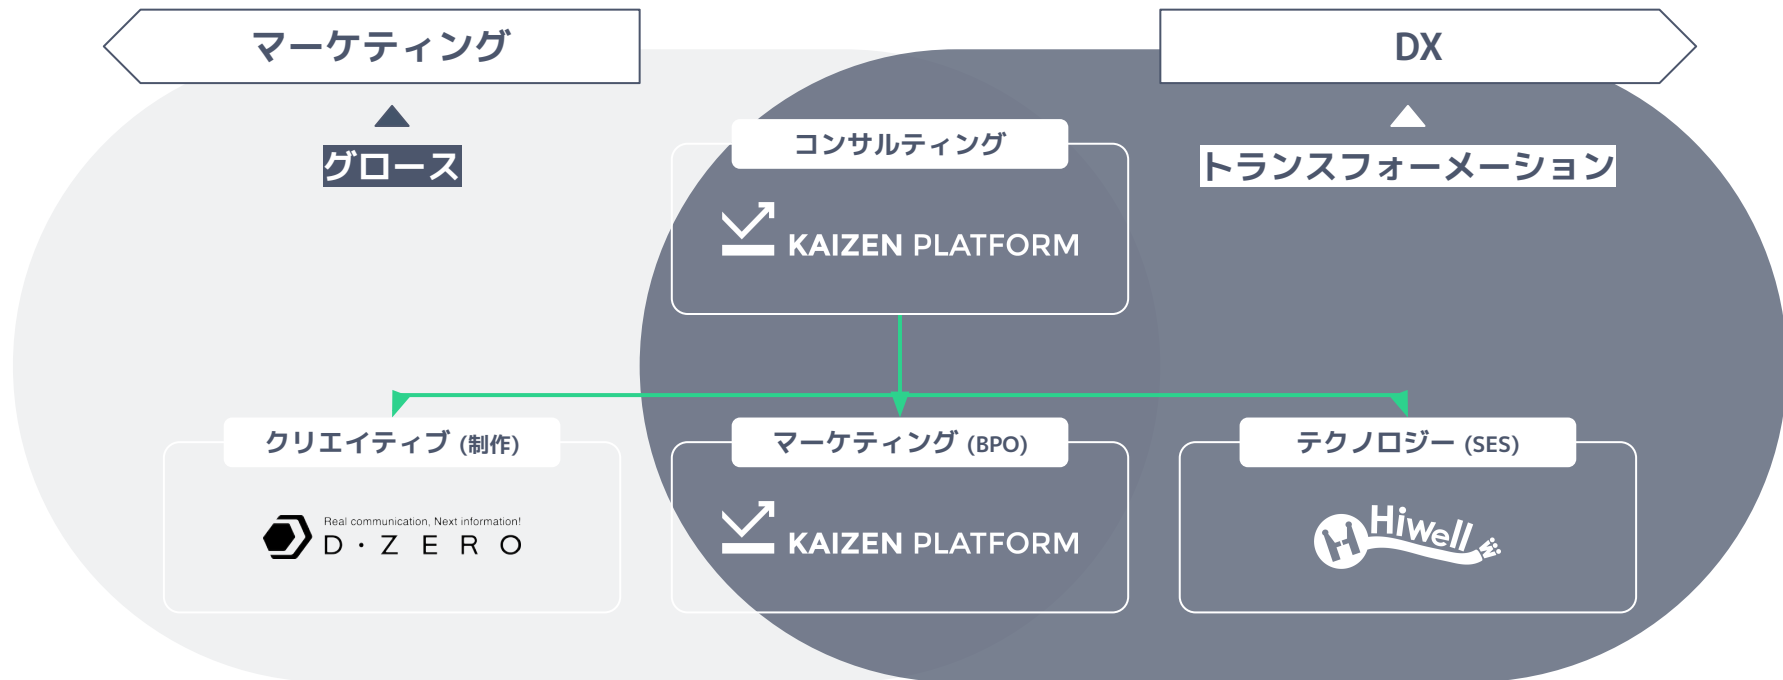 マーケティング
DX
グロース
トランスフォーメーション
コンサルティング
KAIZEN PLATFORM
クリエイティブ (制作)
マーケティング (BPO)
テクノロジー (SES)
Real communication, Next information!
D・ZERO
KAIZEN PLATFORM
Hiwell